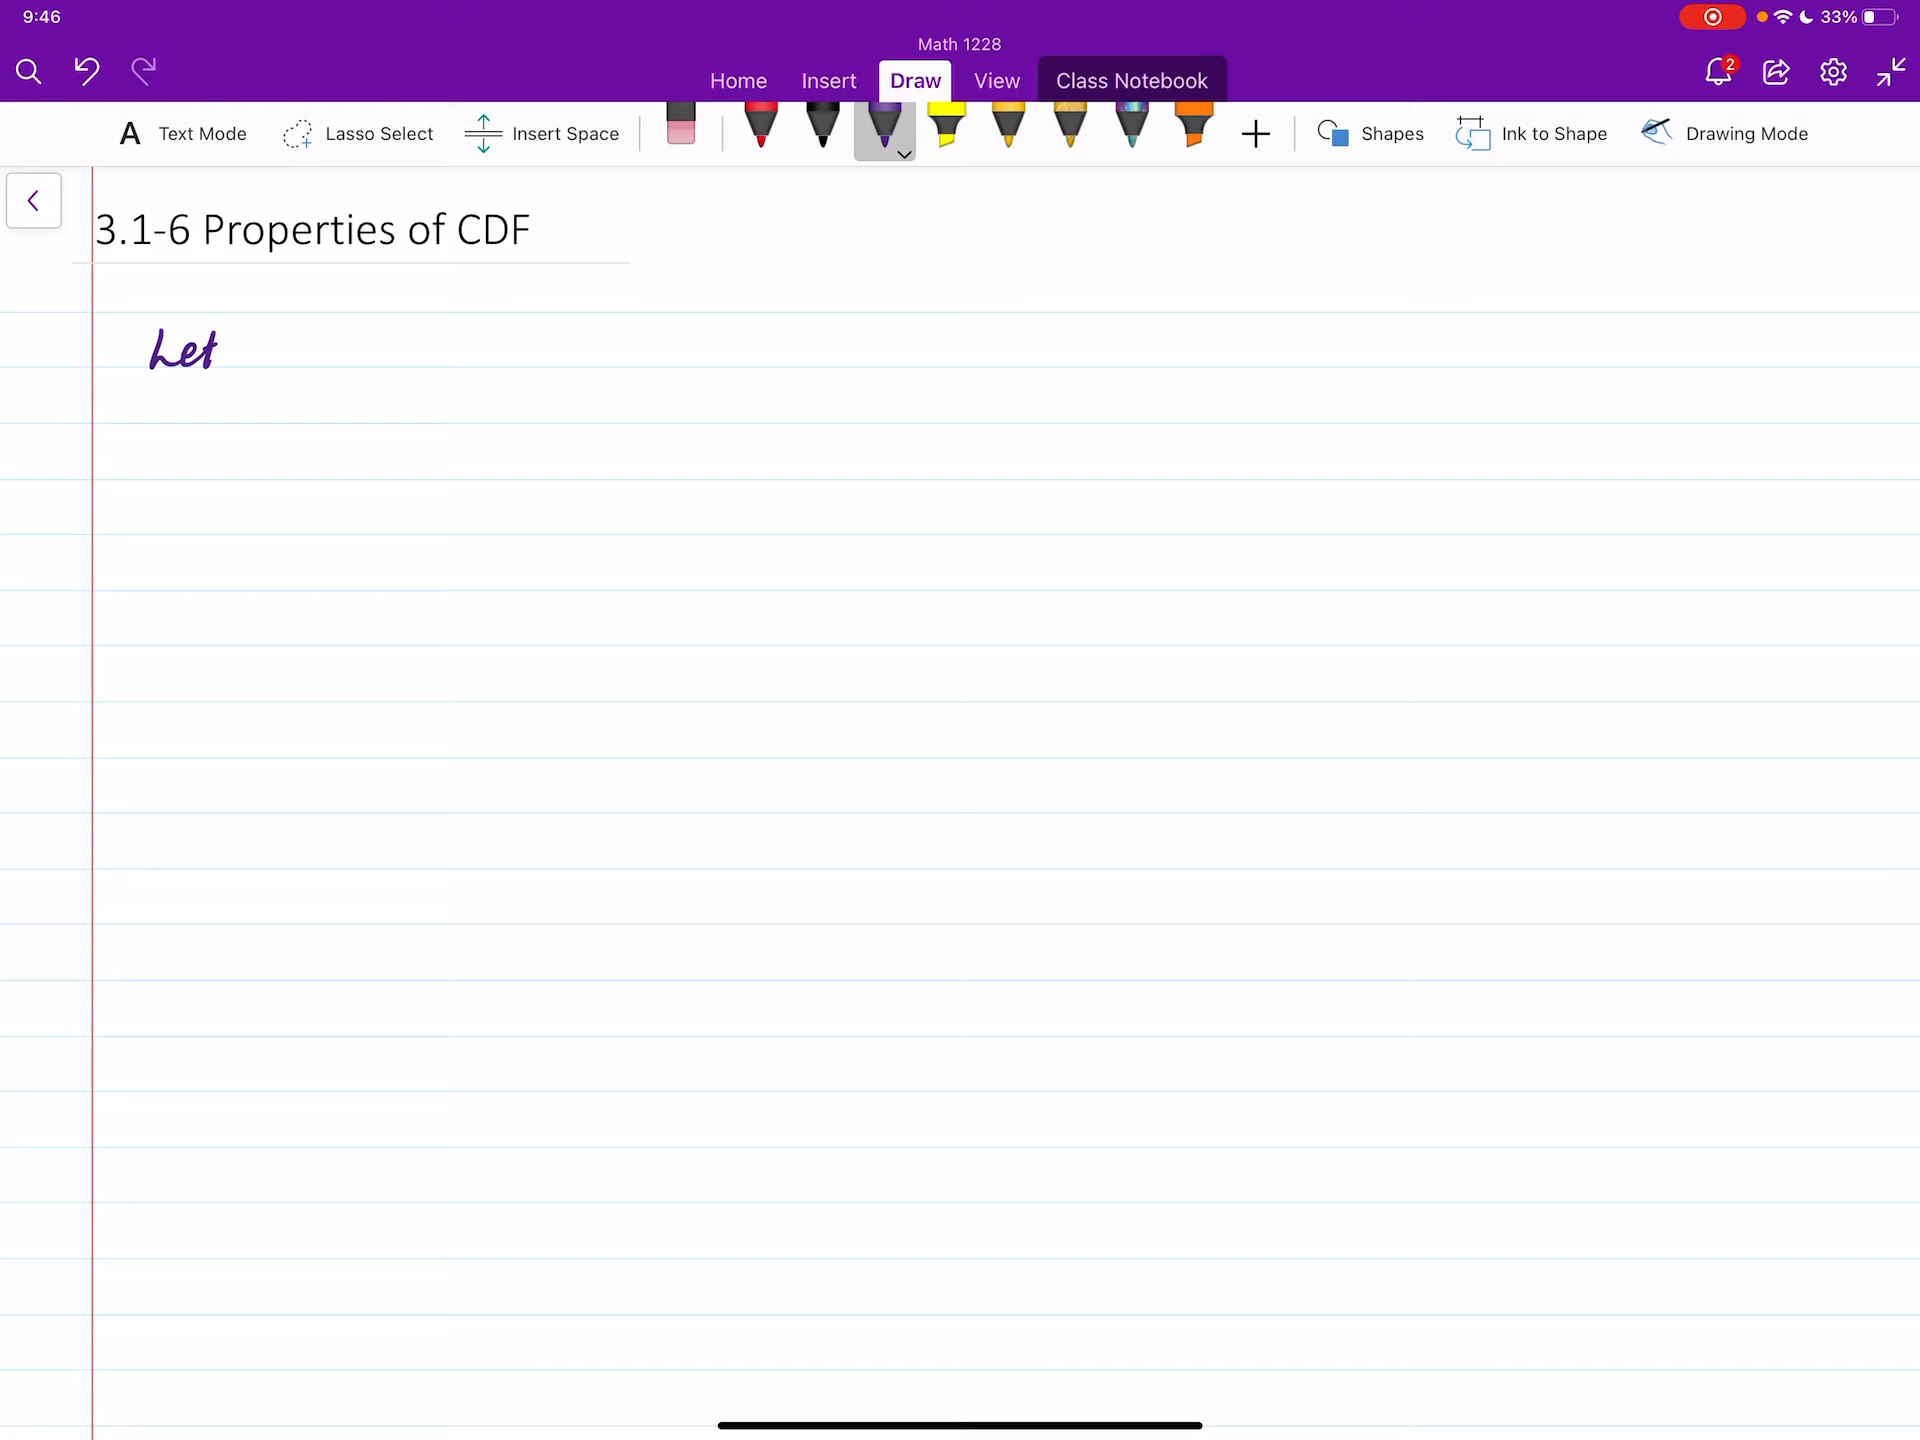 9:46
33%
Math 1228
Home Insert Draw View Class Notebook
2
A Text Mode Lasso Select Insert Space Shapes Ink to Shape Drawing Mode
3.1-6 Properties of CDF
Let